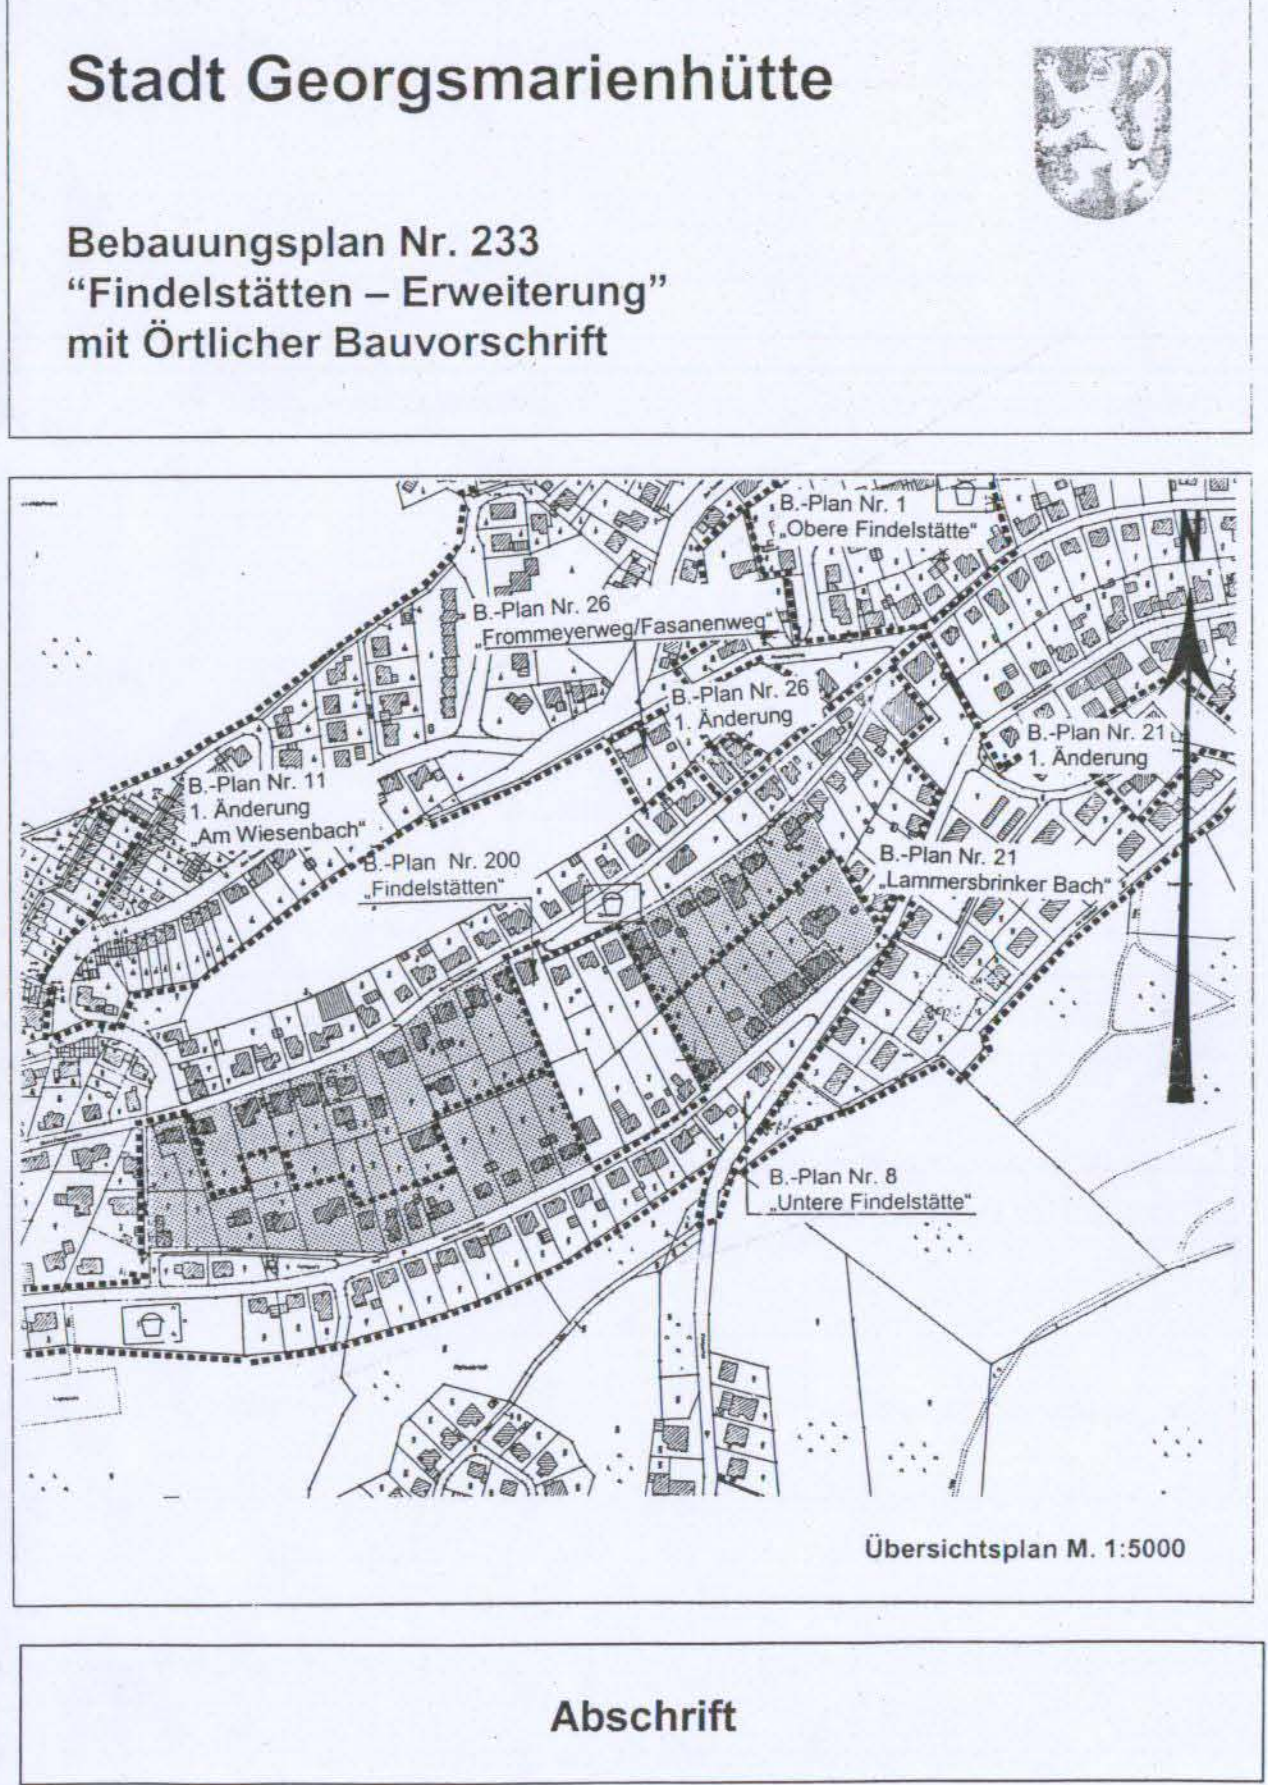 Stadt Georgsmarienhütte
Bebauungsplan Nr. 233
“Findelstätten – Erweiterung”
mit Örtlicher Bauvorschrift
B.-Plan Nr. 1
„Obere Findelstätte“
N
B.-Plan Nr. 26
„Frommeyerweg/Fasanenweg“
B.-Plan Nr. 26
1. Änderung
B.-Plan Nr. 21
1. Änderung
B.-Plan Nr. 11
1. Änderung
„Am Wiesenbach“
B.-Plan Nr. 200
„Findelstätten“
B.-Plan Nr. 21
„Lammersbrinker Bach“
B.-Plan Nr. 8
„Untere Findelstätte“
Übersichtsplan M. 1:5000
Abschrift